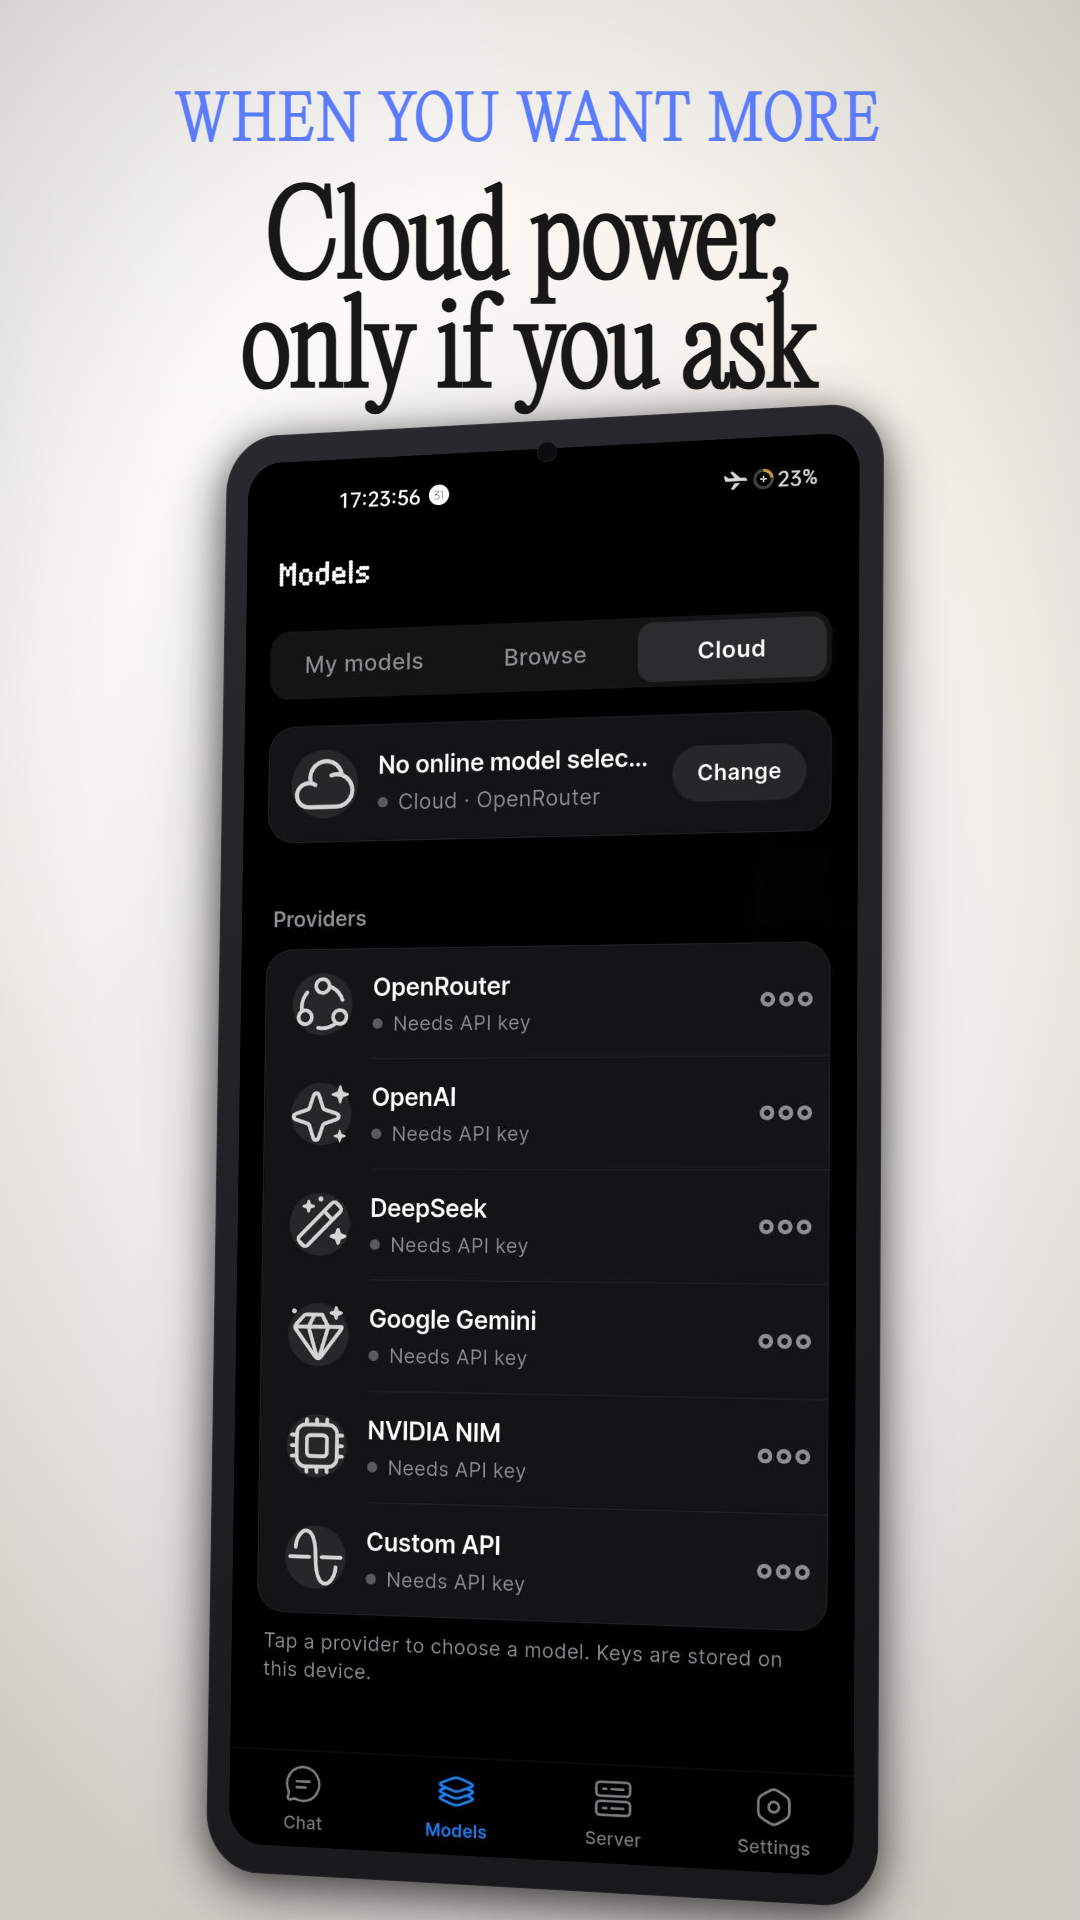 WHEN YOU WANT MORE
Cloud power,
only if you ask
17:23:56 31
23%
Models
My models Browse Cloud
No online model selec...
Cloud · OpenRouter
Change
Providers
OpenRouter
Needs API key
OpenAI
Needs API key
DeepSeek
Needs API key
Google Gemini
Needs API key
NVIDIA NIM
Needs API key
Custom API
Needs API key
Tap a provider to choose a model. Keys are stored on
this device.
Chat Models Server Settings